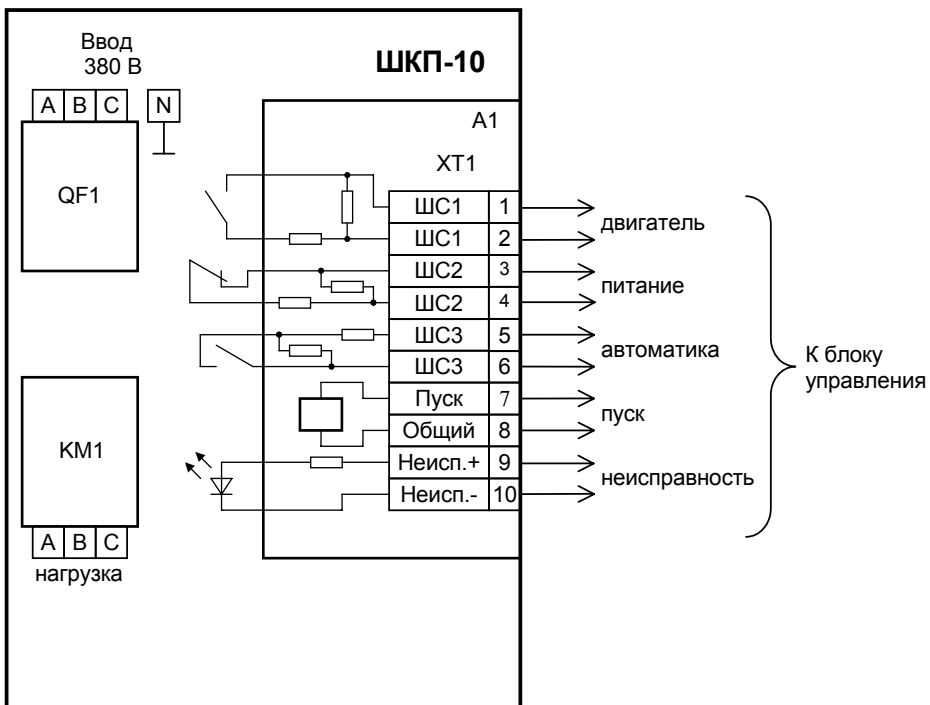 Ввод
380 В
ШКП-10
A B C N
QF1
A1
XT1
ШС1 1
двигатель
ШС1 2
ШС2 3
питание
ШС2 4
ШС3 5
автоматика
ШС3 6
К блоку
управления
Пуск 7
пуск
Общий 8
KM1
Неисп.+ 9
неисправность
Неисп.- 10
A B C
нагрузка